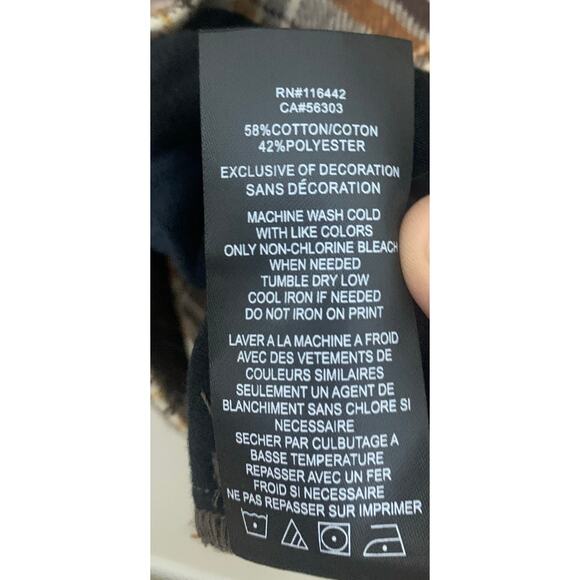 RN#116442
CA#56303
58%COTTON/COTON
42%POLYESTER
EXCLUSIVE OF DECORATION
SANS DÉCORATION
MACHINE WASH COLD
WITH LIKE COLORS
ONLY NON-CHLORINE BLEACH
WHEN NEEDED
TUMBLE DRY LOW
COOL IRON IF NEEDED
DO NOT IRON ON PRINT
LAVER A LA MACHINE A FROID
AVEC DES VETEMENTS DE
COULEURS SIMILAIRES
SEULEMENT UN AGENT DE
BLANCHIMENT SANS CHLORE SI
NECESSAIRE
SECHER PAR CULBUTAGE A
BASSE TEMPERATURE
REPASSER AVEC UN FER
FROID SI NECESSAIRE
NE PAS REPASSER SUR IMPRIMER